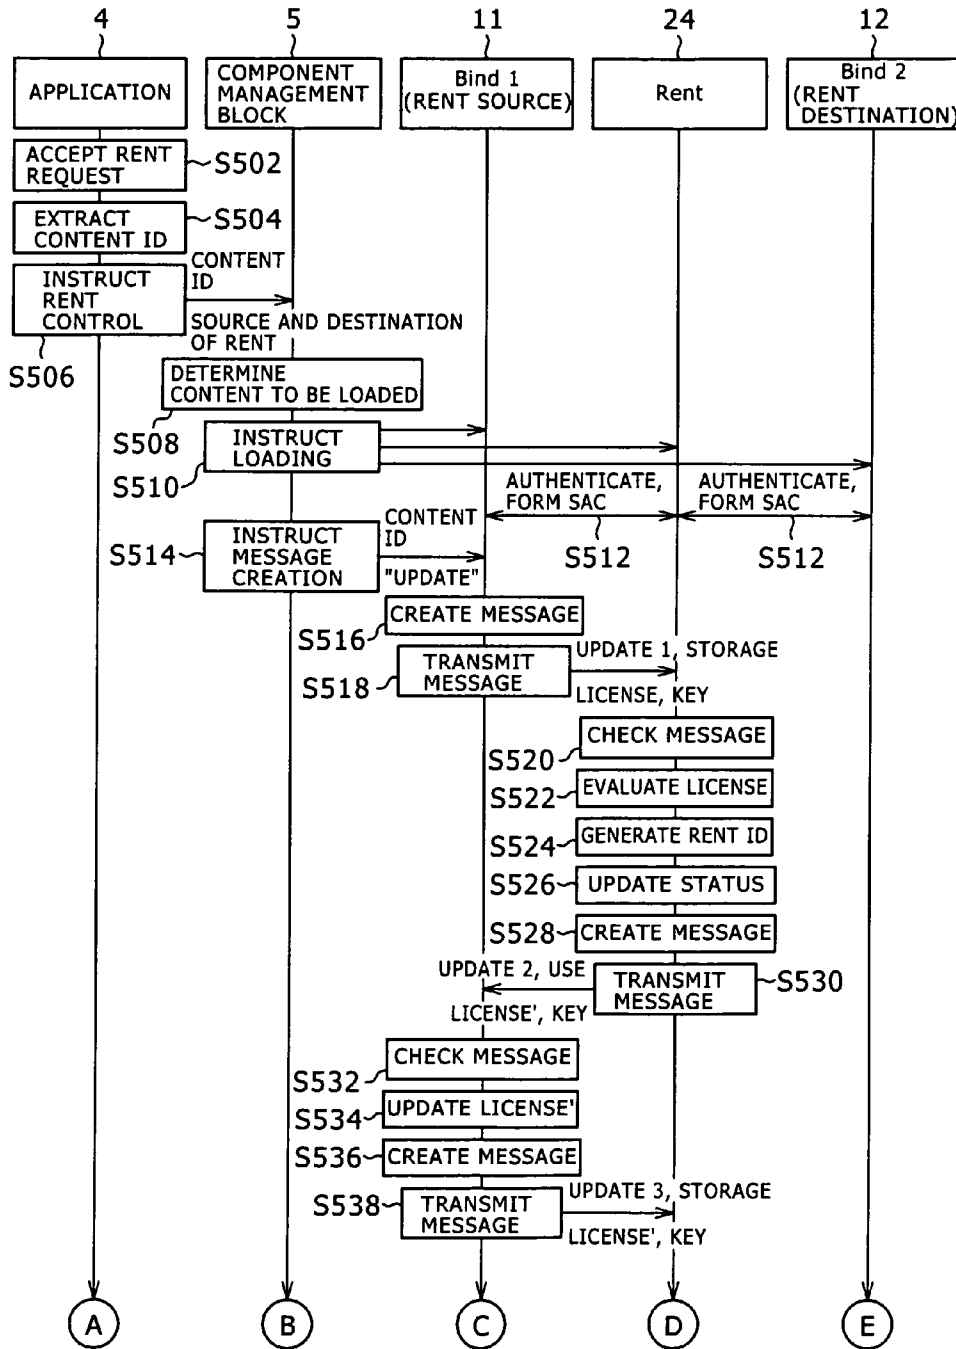 4
5
11
24
12
APPLICATION
COMPONENT
MANAGEMENT
BLOCK
Bind 1
(RENT SOURCE)
Rent
Bind 2
(RENT
DESTINATION)
ACCEPT RENT
REQUEST
S502
EXTRACT
CONTENT ID
S504
INSTRUCT
RENT
CONTROL
CONTENT
ID
SOURCE AND DESTINATION
OF RENT
S506
DETERMINE
CONTENT TO BE LOADED
S508
INSTRUCT
LOADING
S510
AUTHENTICATE,
FORM SAC
AUTHENTICATE,
FORM SAC
S512
S512
S514
INSTRUCT
MESSAGE
CREATION
CONTENT
ID
"UPDATE"
CREATE MESSAGE
S516
TRANSMIT
MESSAGE
S518
UPDATE 1, STORAGE
LICENSE, KEY
CHECK MESSAGE
S520
EVALUATE LICENSE
S522
GENERATE RENT ID
S524
UPDATE STATUS
S526
CREATE MESSAGE
S528
UPDATE 2, USE
LICENSE', KEY
TRANSMIT
MESSAGE
S530
CHECK MESSAGE
S532
UPDATE LICENSE'
S534
CREATE MESSAGE
S536
TRANSMIT
MESSAGE
S538
UPDATE 3, STORAGE
LICENSE', KEY
A
B
C
D
E